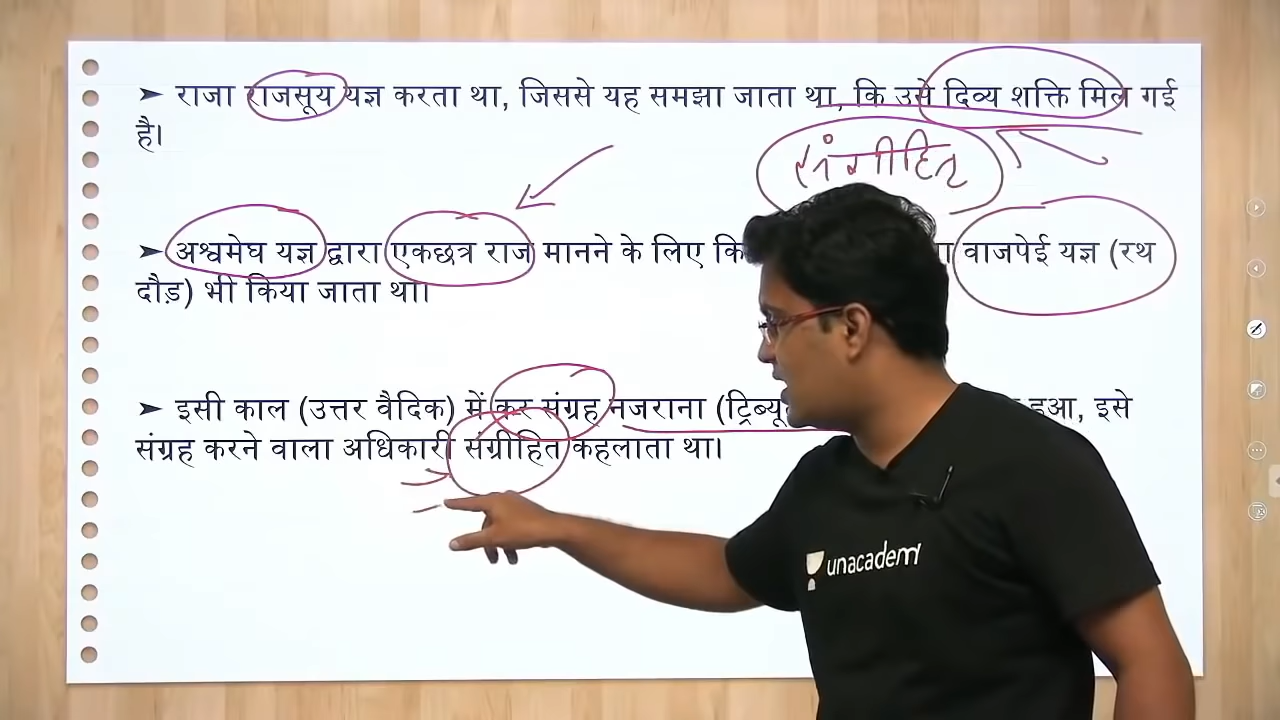 ➤ राजा राजसूय यज्ञ करता था, जिससे यह समझा जाता था, कि उसे दिव्य शक्ति मिल गई
है।
संग्रीहित
➤ अश्वमेघ यज्ञ द्वारा एकछत्र राज मानने के लिए वाजपेई यज्ञ (रथ
दौड़) भी किया जाता था।
➤ इसी काल (उत्तर वैदिक) में कर संग्रह नजराना हुआ, इसे
संग्रह करने वाला अधिकारी संग्रीहित कहलाता था।
unacademy